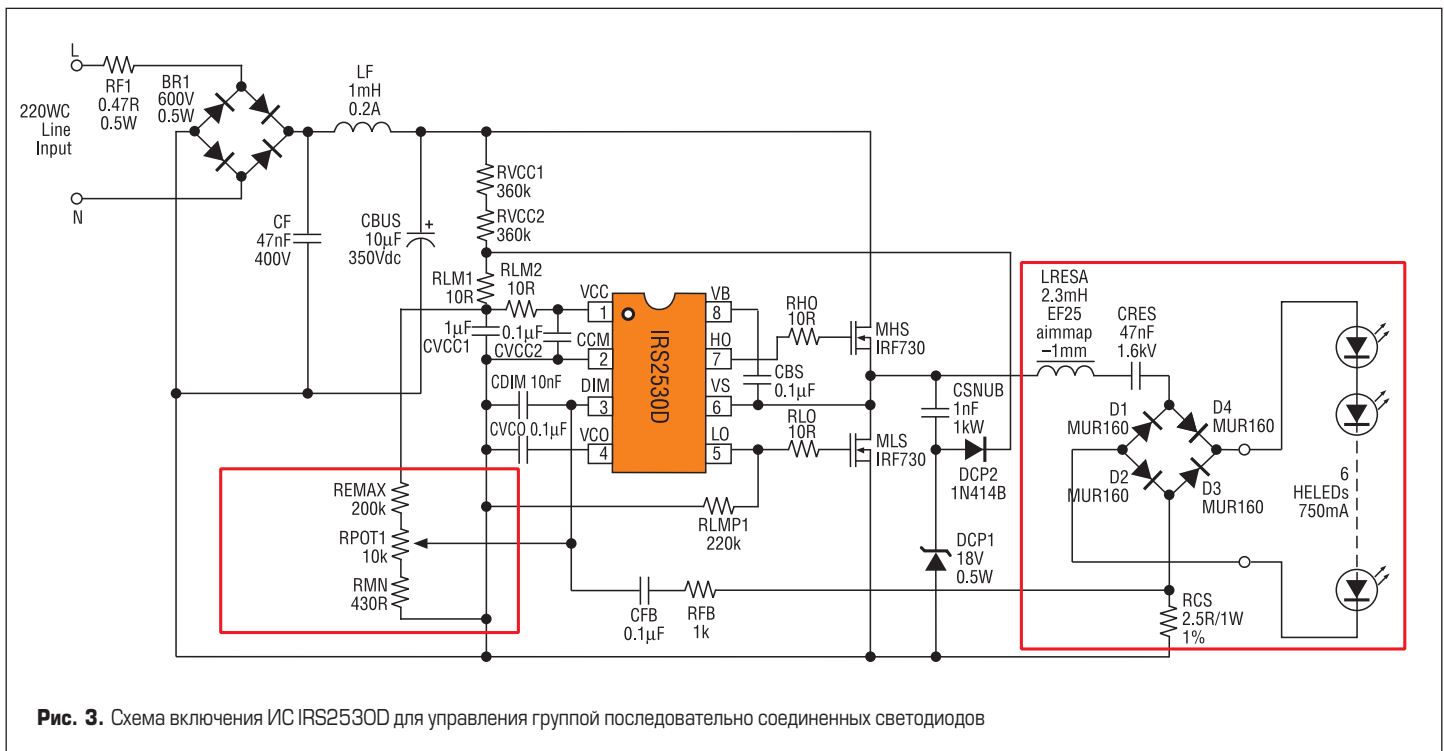 L
RF1
0.47R
0.5W
BR1
600V
0.5W
220WC
Line
Input
N
LF
1mH
0.2A
CF
47nF
400V
CBUS
10µF
350Vdc
+
RVCC1
360k
RVCC2
360k
RLM1
10R
RLM2
10R
1µF
CVCC1
0.1µF
CVCC2
VCC
1
CCM
2
DIM
3
VCO
4
CDIM 10nF
CVCO 0.1µF
IRS2530D
VB
8
HO
7
VS
6
LO
5
RHO
10R
MHS
IRF730
CBS
0.1µF
RLO
10R
MLS
IRF730
CSNUB
1nF
1kW
DCP2
1N414B
DCP1
18V
0.5W
REMAX
200k
RPOT1
10k
RMN
430R
RLMP1
220k
CFB
0.1µF
RFB
1k
LRESA
2.3mH
EF25
aimmap
–1mm
CRES
47nF
1.6kV
D1
MUR160
D4
MUR160
D2
MUR160
D3
MUR160
6
HELEDs
750mA
RCS
2.5R/1W
1%
Рис. 3. Схема включения ИС IRS2530D для управления группой последовательно соединенных светодиодов